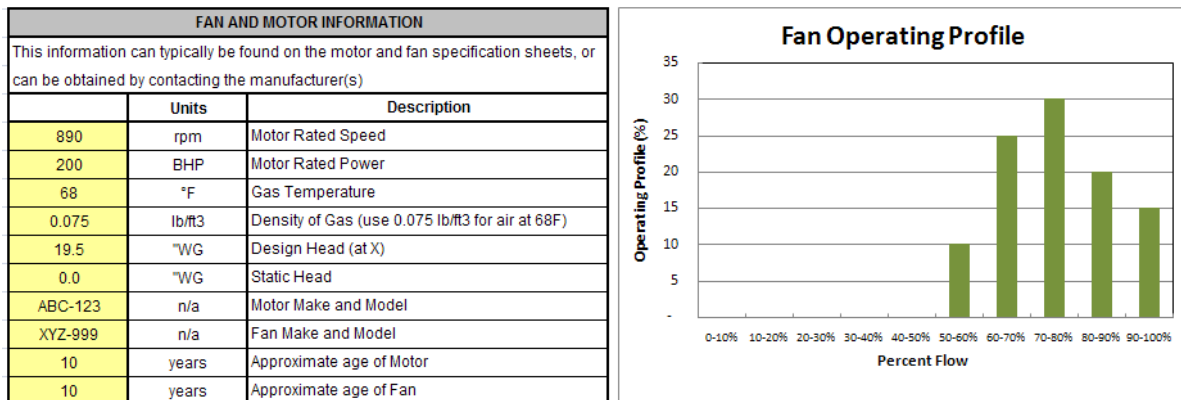 FAN AND MOTOR INFORMATION
This information can typically be found on the motor and fan specification sheets, or
can be obtained by contacting the manufacturer(s)
Units Description
890 rpm Motor Rated Speed
200 BHP Motor Rated Power
68 °F Gas Temperature
0.075 lb/ft3 Density of Gas (use 0.075 lb/ft3 for air at 68F)
19.5 "WG Design Head (at X)
0.0 "WG Static Head
ABC-123 n/a Motor Make and Model
XYZ-999 n/a Fan Make and Model
10 years Approximate age of Motor
10 years Approximate age of Fan
Fan Operating Profile
Operating Profile (%)
35
30
25
20
15
10
5
-
0-10% 10-20% 20-30% 30-40% 40-50% 50-60% 60-70% 70-80% 80-90% 90-100%
Percent Flow